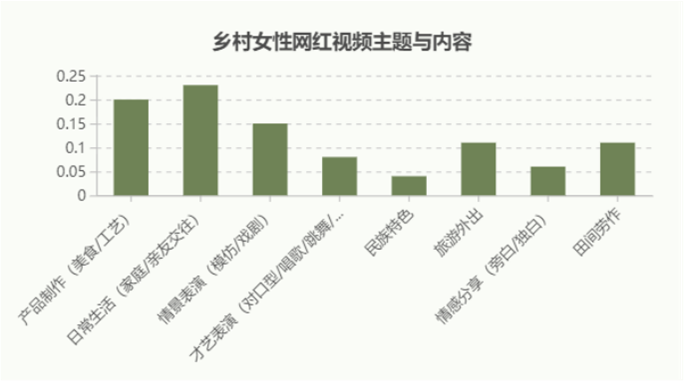 乡村女性网红视频主题与内容
0.25
0.2
0.15
0.1
0.05
0
产品制作（美食/工艺）
日常生活（家庭/亲友交往）
情景表演（模仿/戏剧）
才艺表演（对口型/唱歌/跳舞/...
民族特色
旅游外出
情感分享（旁白/独白）
田间劳作